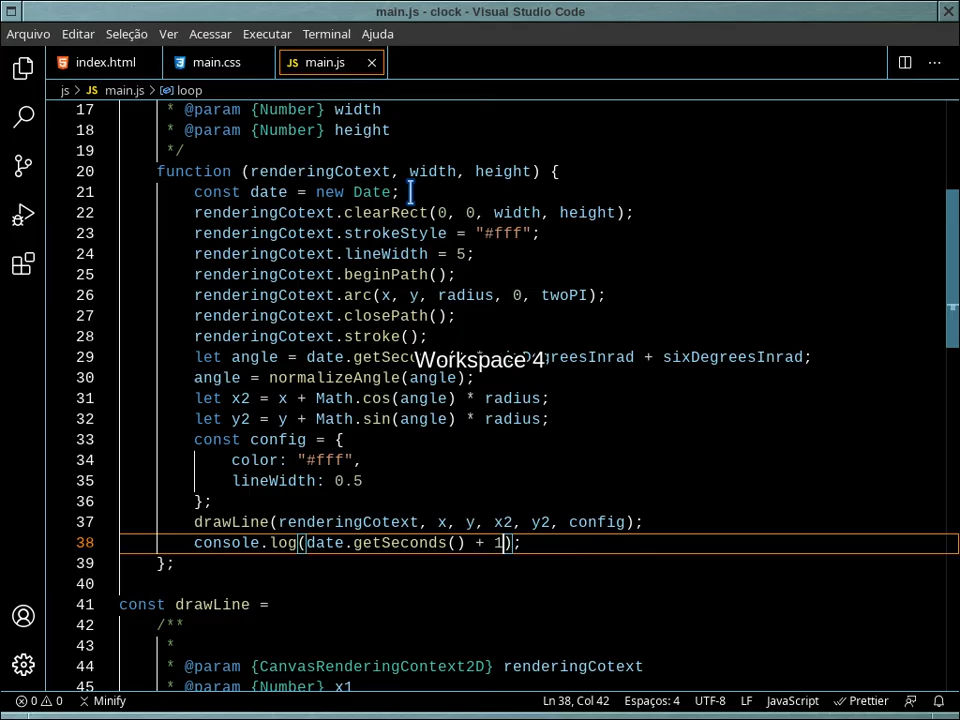 main.js - clock - Visual Studio Code
Arquivo Editar Seleção Ver Acessar Executar Terminal Ajuda
index.html main.css JS main.js
js > JS main.js > loop
17 * @param {Number} width
18 * @param {Number} height
19 */
20 function (renderingCotext, width, height) {
21 const date = new Date;
22 renderingCotext.clearRect(0, 0, width, height);
23 renderingCotext.strokeStyle = "#fff";
24 renderingCotext.lineWidth = 5;
25 renderingCotext.beginPath();
26 renderingCotext.arc(x, y, radius, 0, twoPI);
27 renderingCotext.closePath();
28 renderingCotext.stroke();
29 let angle = date.getSec DegreesInrad + sixDegreesInrad;
Workspace 4
30 angle = normalizeAngle(angle);
31 let x2 = x + Math.cos(angle) * radius;
32 let y2 = y + Math.sin(angle) * radius;
33 const config = {
34 color: "#fff",
35 lineWidth: 0.5
36 };
37 drawLine(renderingCotext, x, y, x2, y2, config);
38 console.log(date.getSeconds() + 1);
39 };
40
41 const drawLine =
42 /**
43 *
44 * @param {CanvasRenderingContext2D} renderingCotext
45 * @param {Number} x1
0 0 Minify Ln 38, Col 42 Espaços: 4 UTF-8 LF JavaScript Prettier